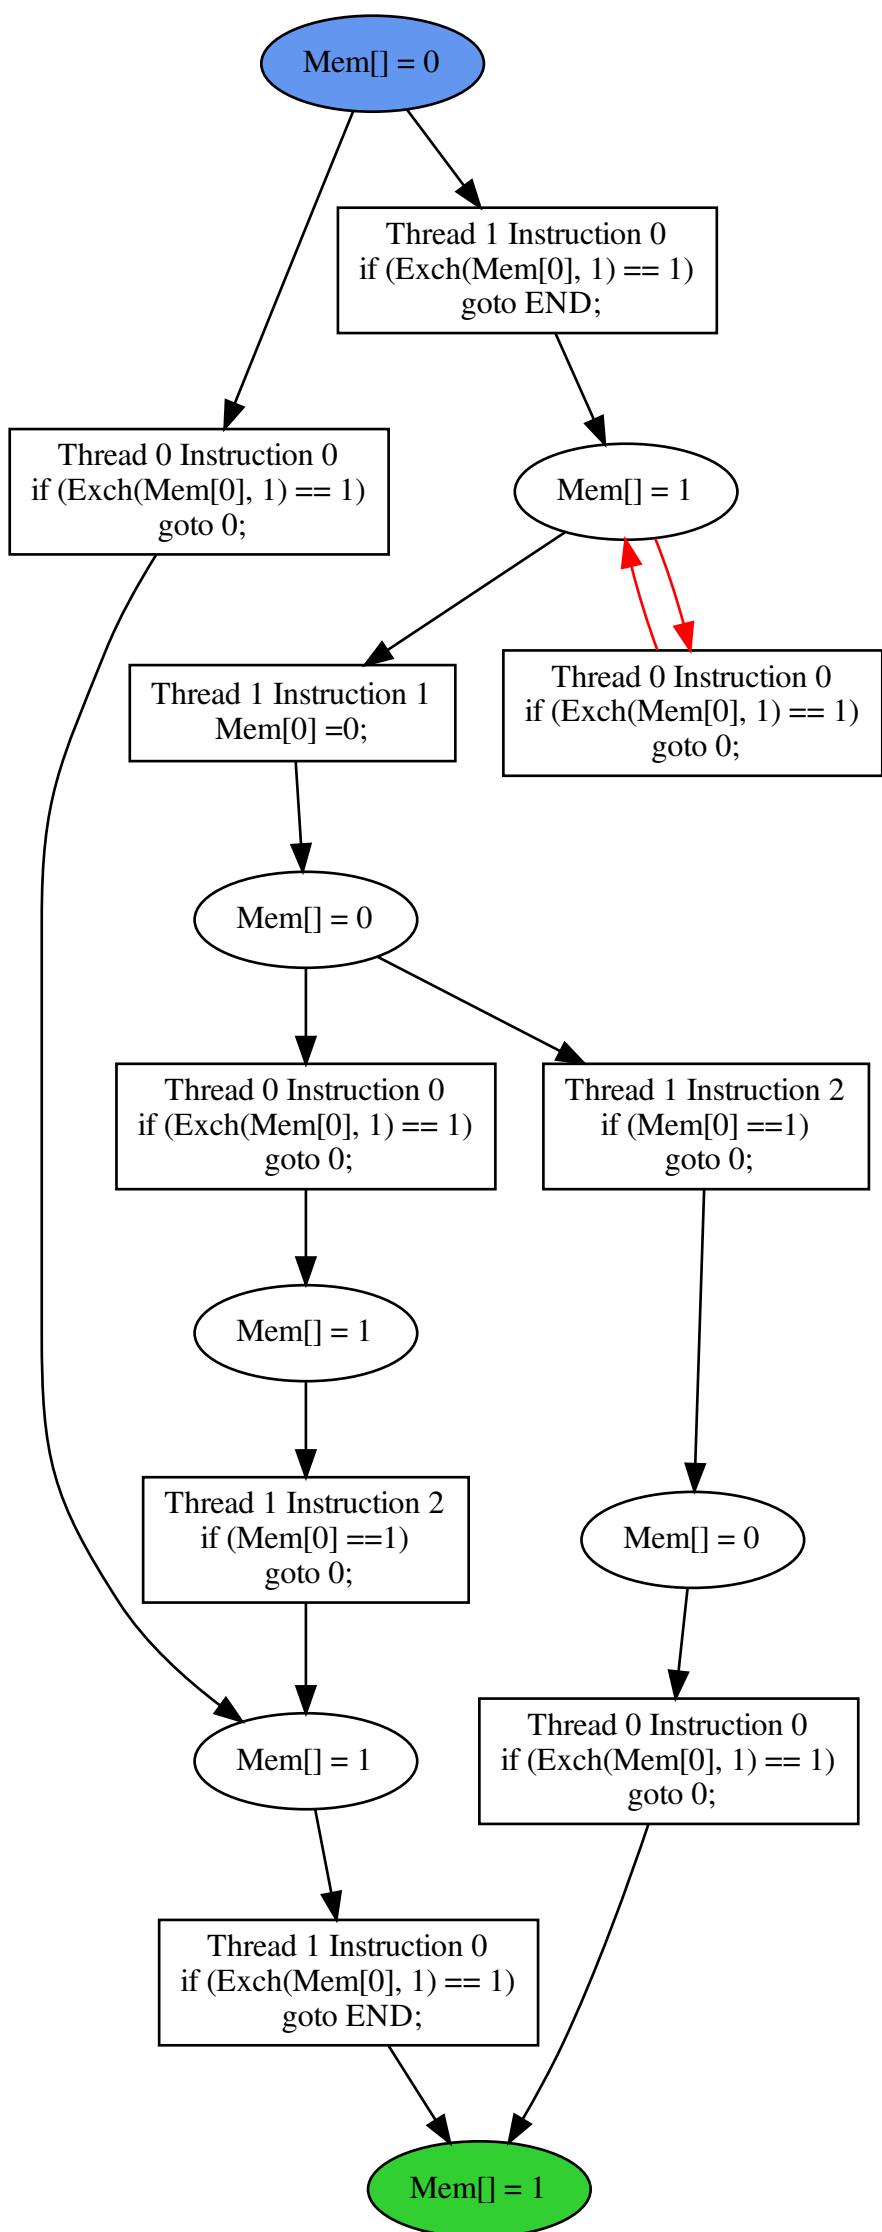 Mem[] = 0
Thread 1 Instruction 0
if (Exch(Mem[0], 1) == 1)
goto END;
Thread 0 Instruction 0
if (Exch(Mem[0], 1) == 1)
goto 0;
Mem[] = 1
Thread 1 Instruction 1
Mem[0] =0;
Thread 0 Instruction 0
if (Exch(Mem[0], 1) == 1)
goto 0;
Mem[] = 0
Thread 0 Instruction 0
if (Exch(Mem[0], 1) == 1)
goto 0;
Thread 1 Instruction 2
if (Mem[0] ==1)
goto 0;
Mem[] = 1
Thread 1 Instruction 2
if (Mem[0] ==1)
goto 0;
Mem[] = 0
Mem[] = 1
Thread 0 Instruction 0
if (Exch(Mem[0], 1) == 1)
goto 0;
Thread 1 Instruction 0
if (Exch(Mem[0], 1) == 1)
goto END;
Mem[] = 1